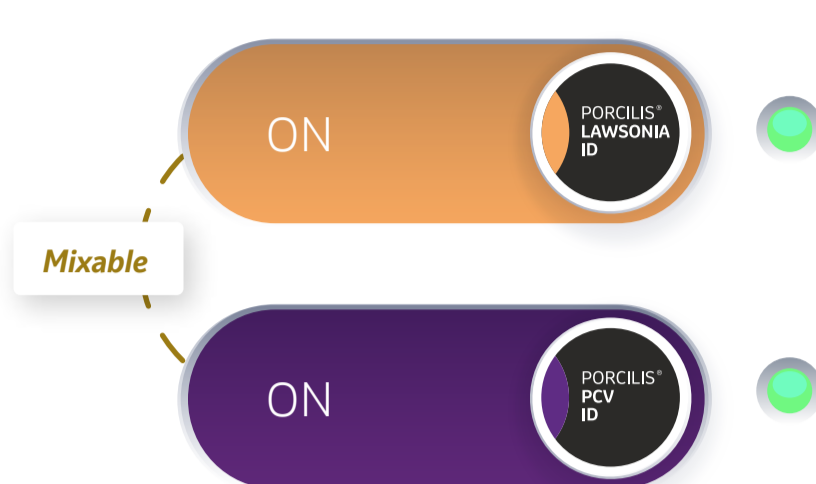 ON
PORCILIS®
LAWSONIA
ID
Mixable
ON
PORCILIS®
PCV
ID